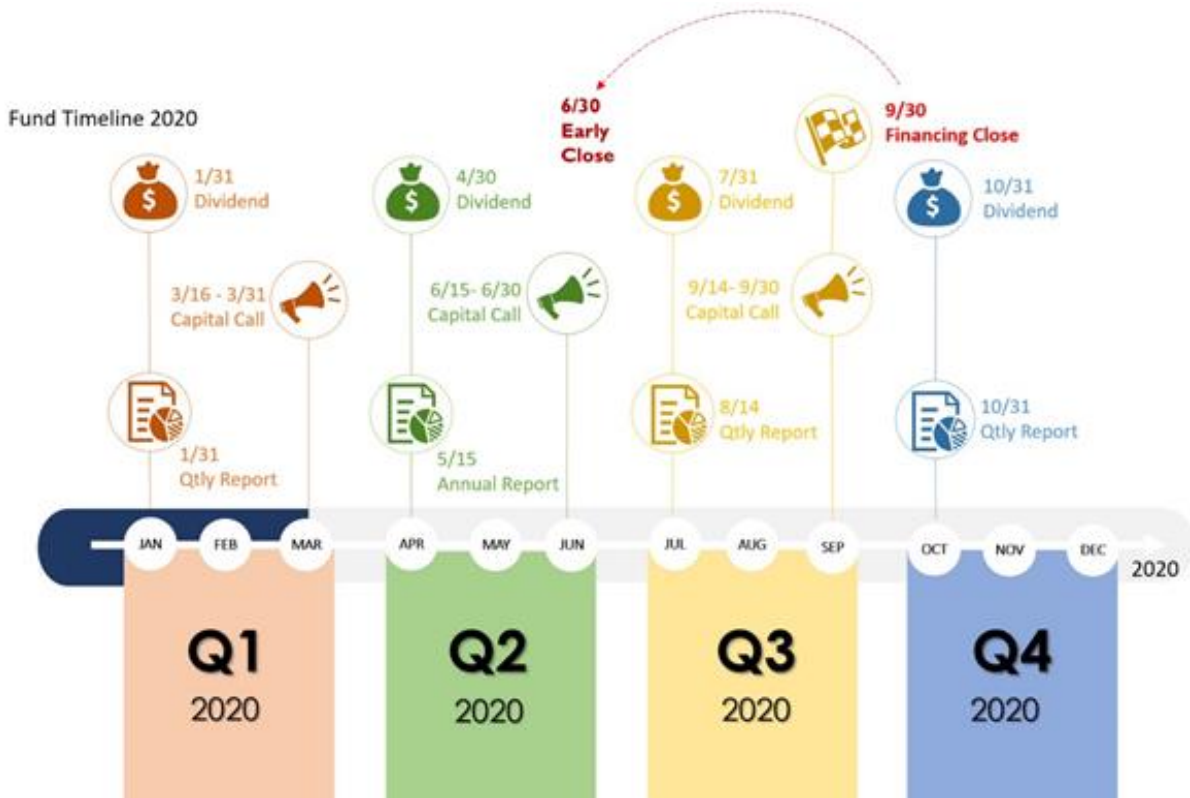 Fund Timeline 2020
6/30
Early
Close
9/30
Financing Close
1/31
Dividend
4/30
Dividend
7/31
Dividend
10/31
Dividend
3/16 - 3/31
Capital Call
6/15- 6/30
Capital Call
9/14- 9/30
Capital Call
1/31
Qtly Report
5/15
Annual Report
8/14
Qtly Report
10/31
Qtly Report
JAN FEB MAR APR MAY JUN JUL AUG SEP OCT NOV DEC
2020
Q1
2020
Q2
2020
Q3
2020
Q4
2020